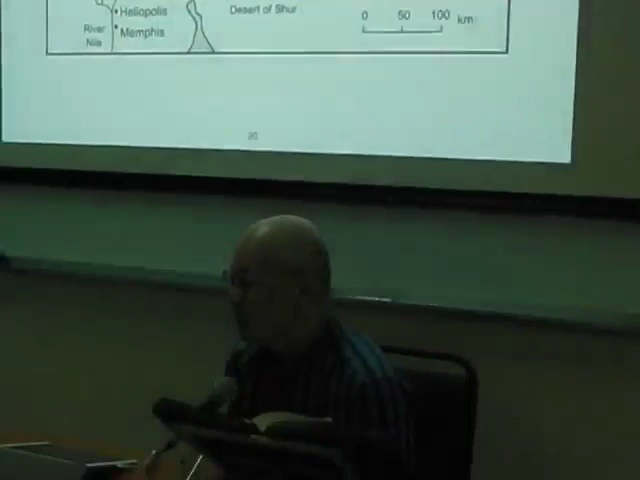 Heliopolis
Desert of Shur
0 50 100 km
River
Nile
Memphis